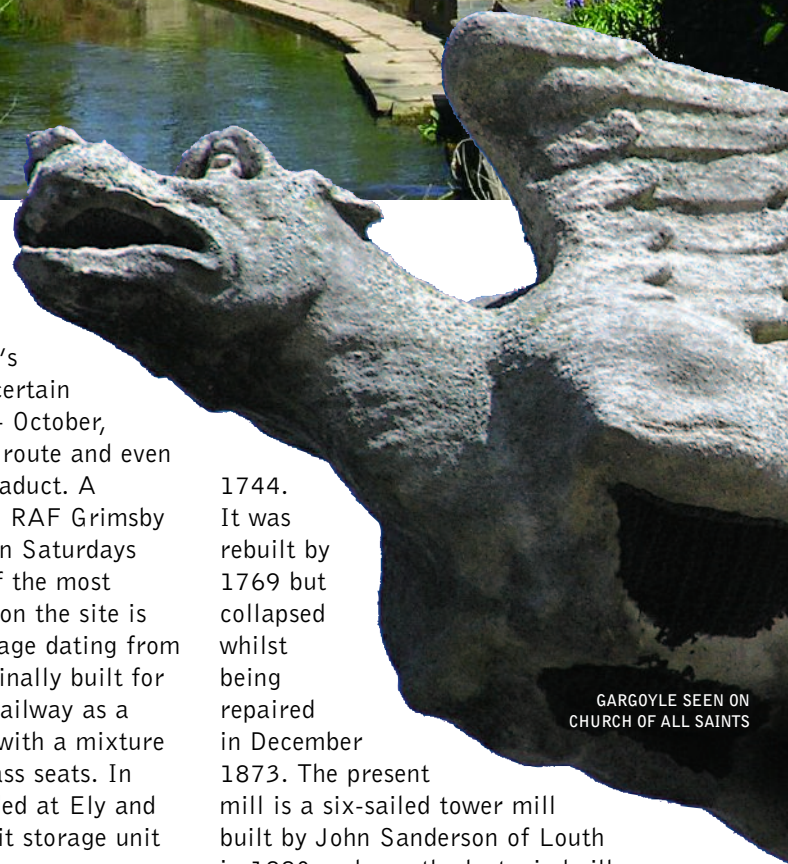 's
certain
- October,
route and even
aduct. A
RAF Grimsby
n Saturdays
f the most
on the site is
age dating from
inally built for
ailway as a
with a mixture
ass seats. In
ed at Ely and
it storage unit
1744.
It was
rebuilt by
1769 but
collapsed
whilst
being
repaired
in December
1873. The present
mill is a six-sailed tower mill
built by John Sanderson of Louth
GARGOYLE SEEN ON
CHURCH OF ALL SAINTS